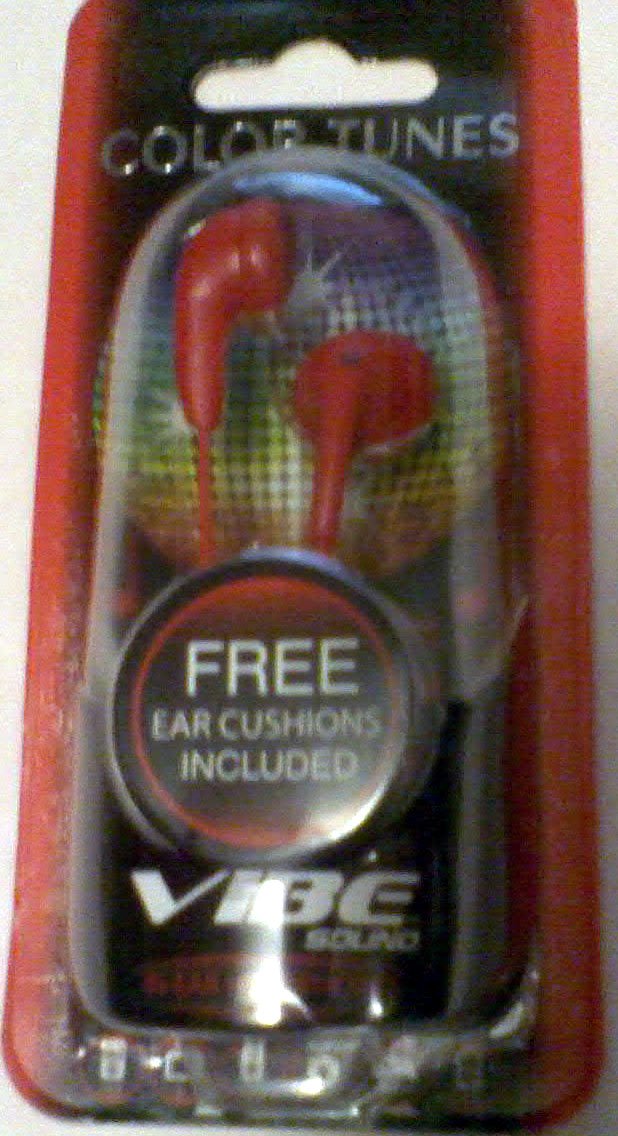 COLOR TUNES
FREE
EAR CUSHIONS
INCLUDED
VIBE
SOUND